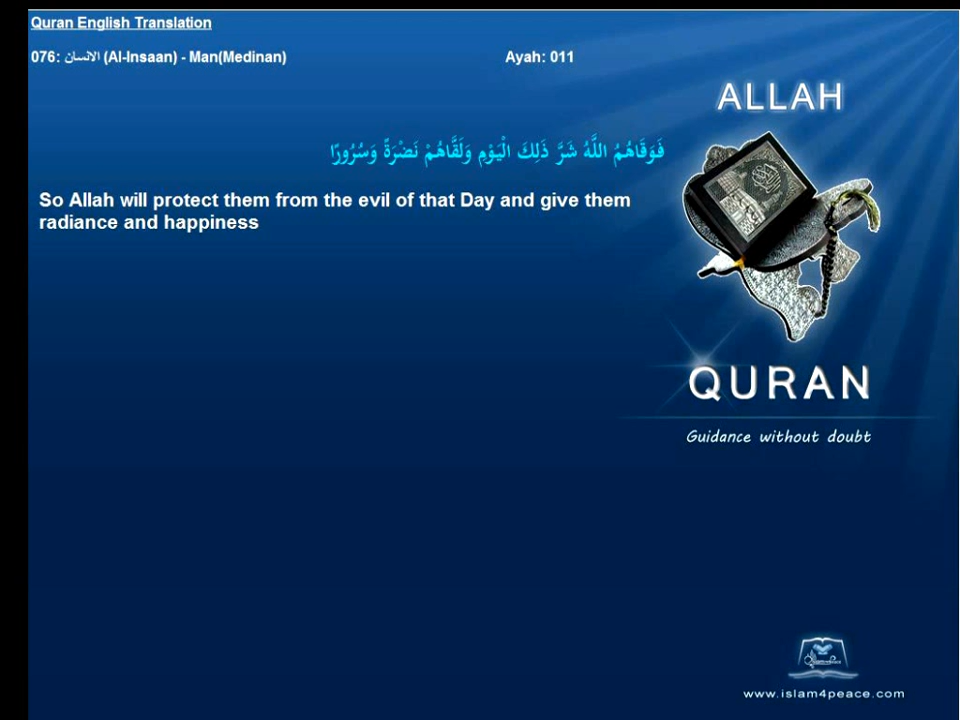 Quran English Translation
076: الانسان (Al-Insaan) - Man(Medinan) Ayah: 011
ALLAH
فَوَقَاهُمُ اللَّهُ شَرَّ ذَلِكَ الْيَوْمِ وَلَقَّاهُمْ نَضْرَةً وَسُرُورًا
So Allah will protect them from the evil of that Day and give them
radiance and happiness
QURAN
Guidance without doubt
www.islam4peace.com